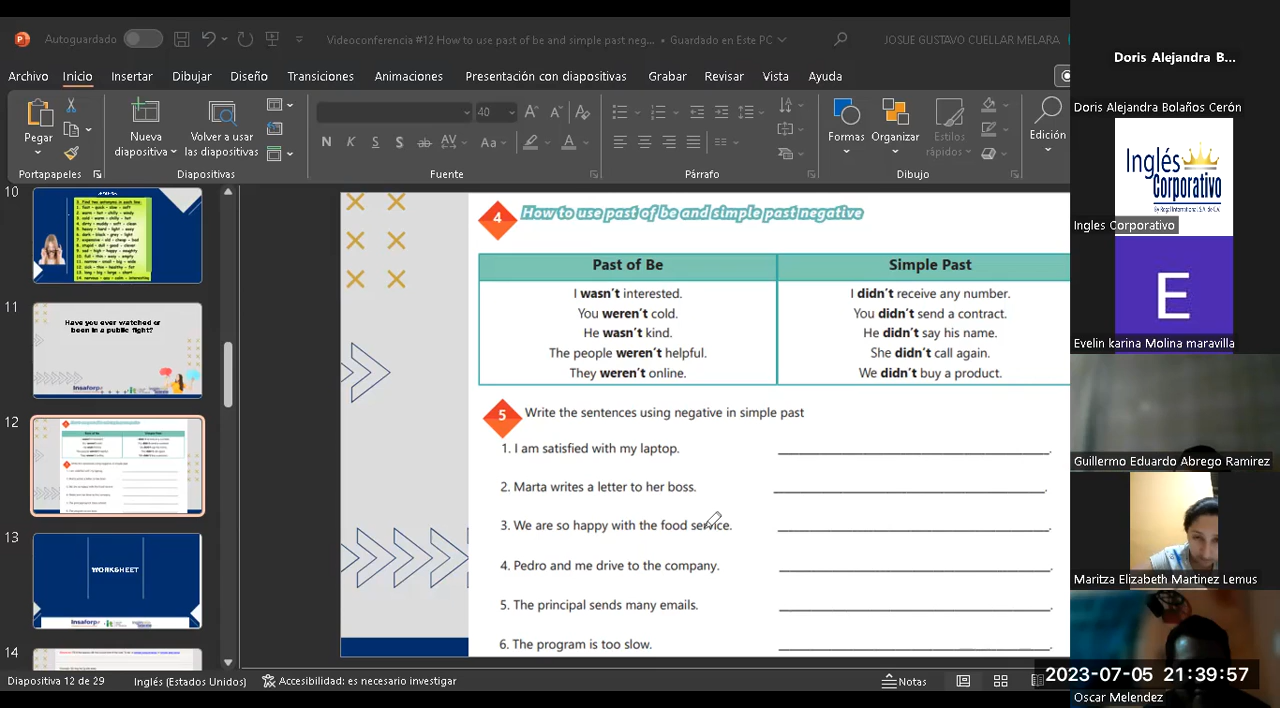 Autoguardado
Videoconferencia #12 How to use past of be and simple past neg... • Guardado en Este PC
JOSUE GUSTAVO CUELLAR MELARA
Archivo Inicio Insertar Dibujar Diseño Transiciones Animaciones Presentación con diapositivas Grabar Revisar Vista Ayuda
Pegar
Nueva diapositiva
Volver a usar las diapositivas
40
N K S S ab AV Aa A
Formas
Organizar
Estilos rápidos
Edición
Portapapeles Diapositivas Fuente Párrafo Dibujo
10
11
Have you ever watched or
been in a public fight?
12
13
WORKSHEET
14
4
How to use past of be and simple past negative
Past of Be
I wasn't interested.
You weren't cold.
He wasn't kind.
The people weren't helpful.
They weren't online.
Simple Past
I didn't receive any number.
You didn't send a contract.
He didn't say his name.
She didn't call again.
We didn't buy a product.
5
Write the sentences using negative in simple past
1. I am satisfied with my laptop.
2. Marta writes a letter to her boss.
3. We are so happy with the food service.
4. Pedro and me drive to the company.
5. The principal sends many emails.
6. The program is too slow.
Diapositiva 12 de 29
Inglés (Estados Unidos)
Accesibilidad: es necesario investigar
Notas
Doris Alejandra B...
Doris Alejandra Bolaños Cerón
Inglés
Corporativo
Ingles Corporativo
E
Evelin karina Molina maravilla
Guillermo Eduardo Abrego Ramirez
Maritza Elizabeth Martinez Lemus
2023-07-05 21:39:57
Oscar Melendez